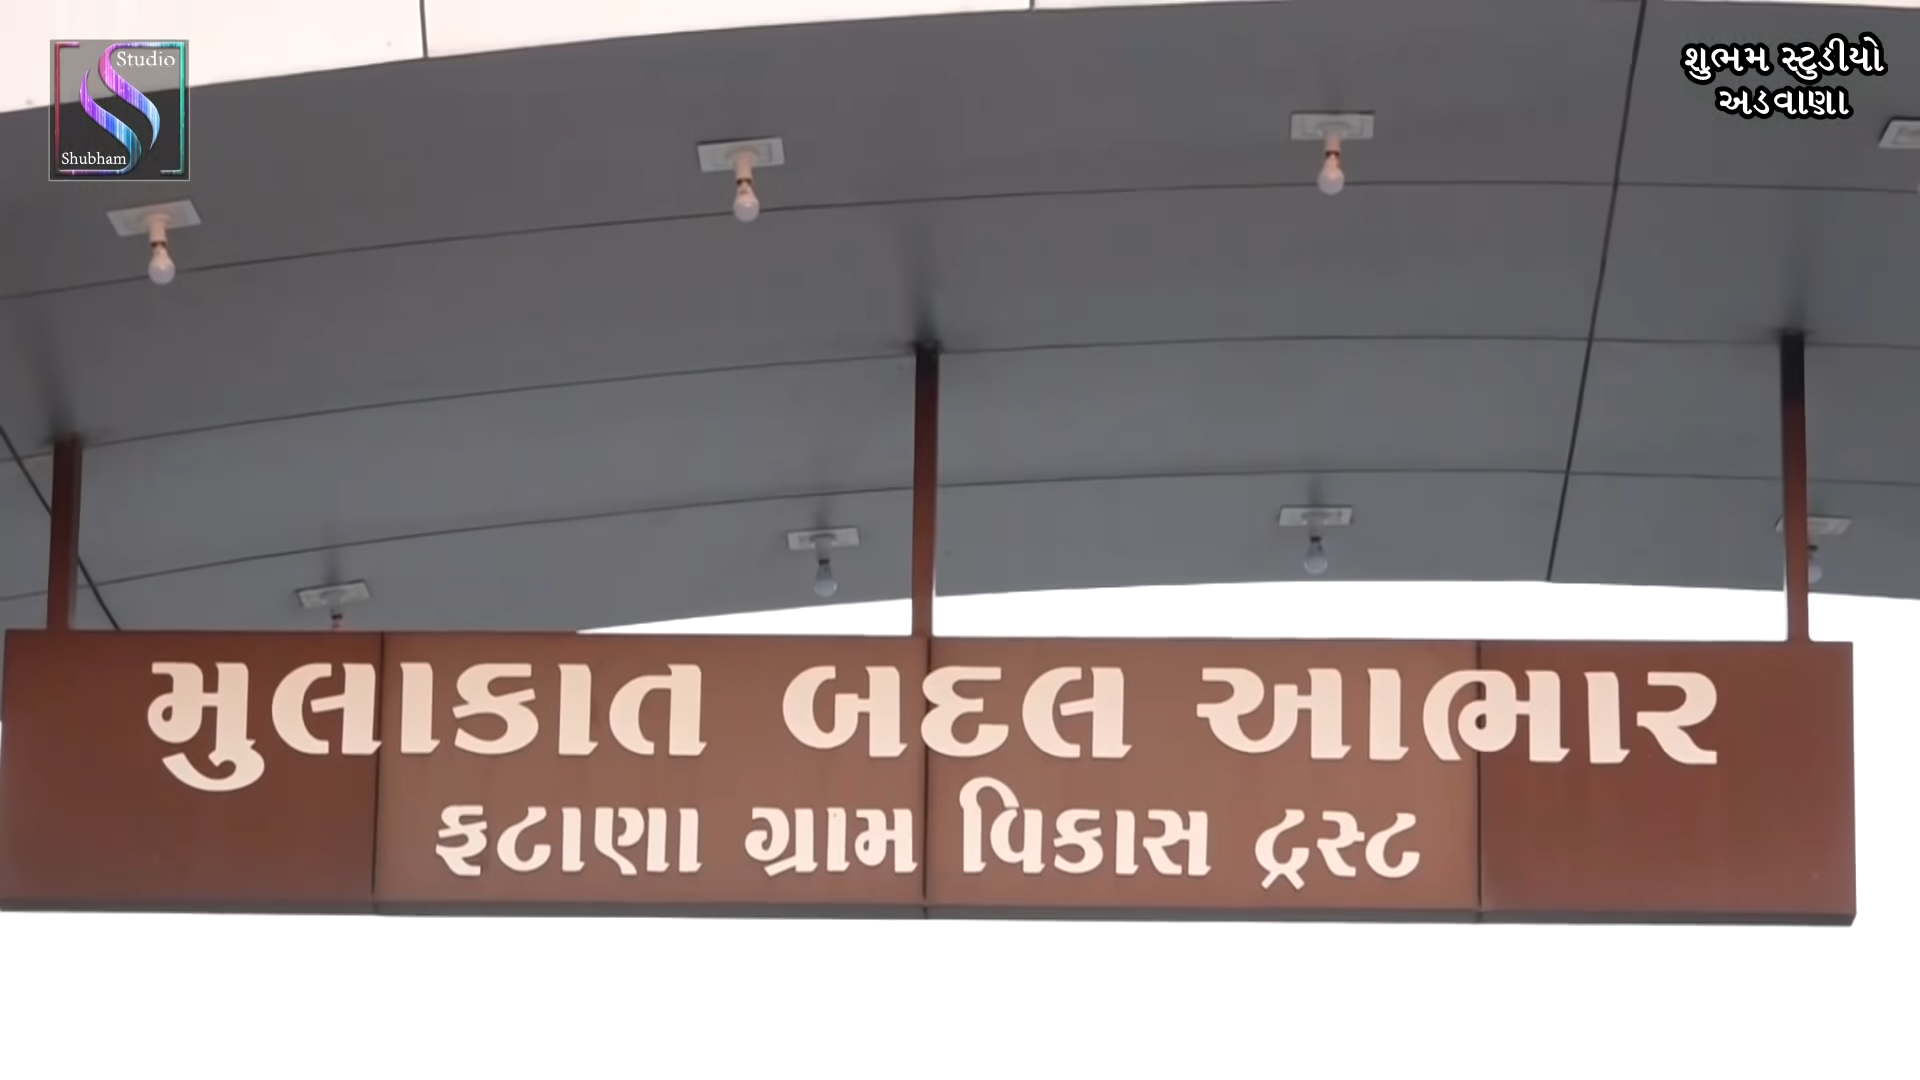 Studio
Shubham
શુભમ સ્ટુડીયો
અડવાણા
મુલાકાત બદલ આભાર
ફટાણા ગ્રામ વિકાસ ટ્રસ્ટ